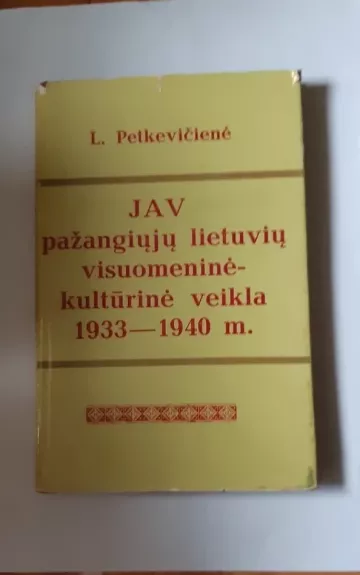 L. Petkevičienė
JAV
pažangiųjų lietuvių
visuomeninė-
kultūrinė veikla
1933—1940 m.